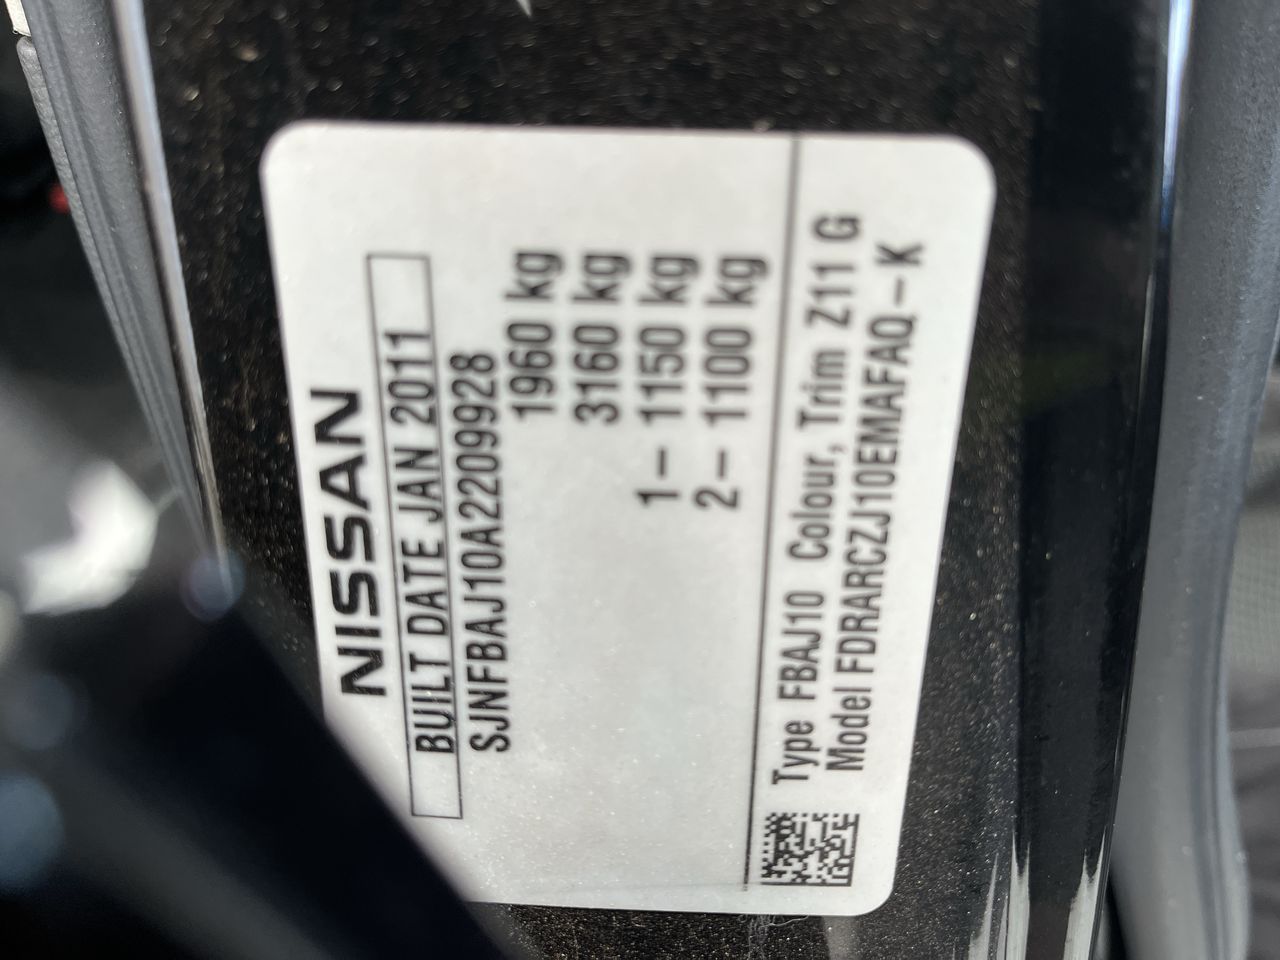 NISSAN
BUILT DATE JAN 2011
SJNFBAJ10A2209928
1960 kg
3160 kg
1– 1150 kg
2– 1100 kg
Type FBAJ10 Colour, Trim Z11 G
Model FDRARCZJ10EMAFAQ–K